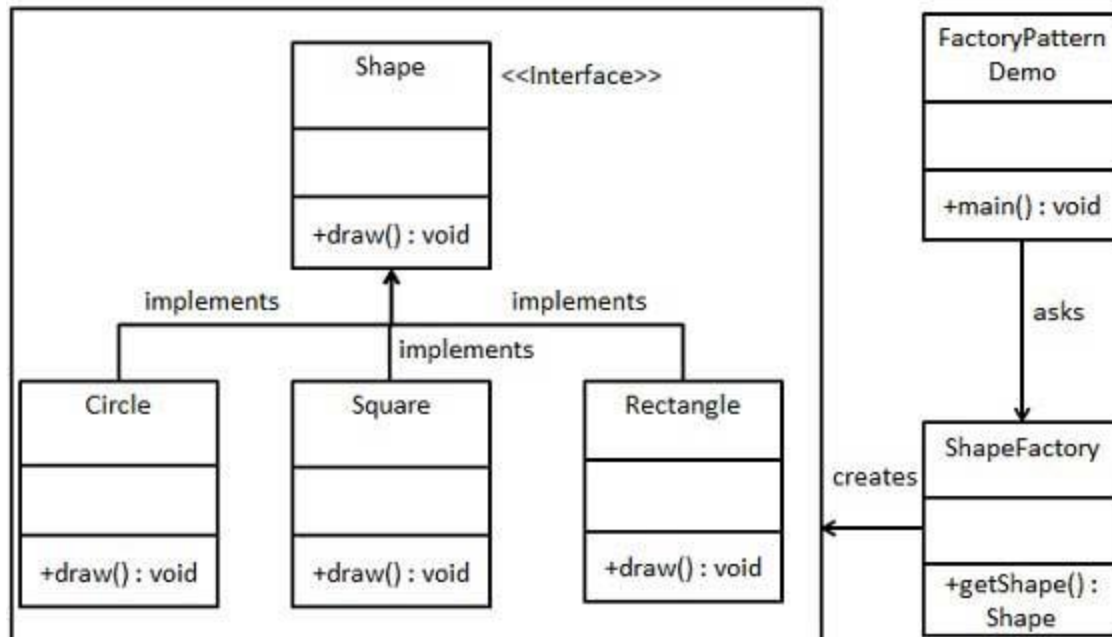 Shape
<<Interface>>
+draw() : void
implements
implements
implements
Circle
+draw() : void
Square
+draw() : void
Rectangle
+draw() : void
FactoryPattern
Demo
+main() : void
asks
ShapeFactory
+getShape() :
Shape
creates